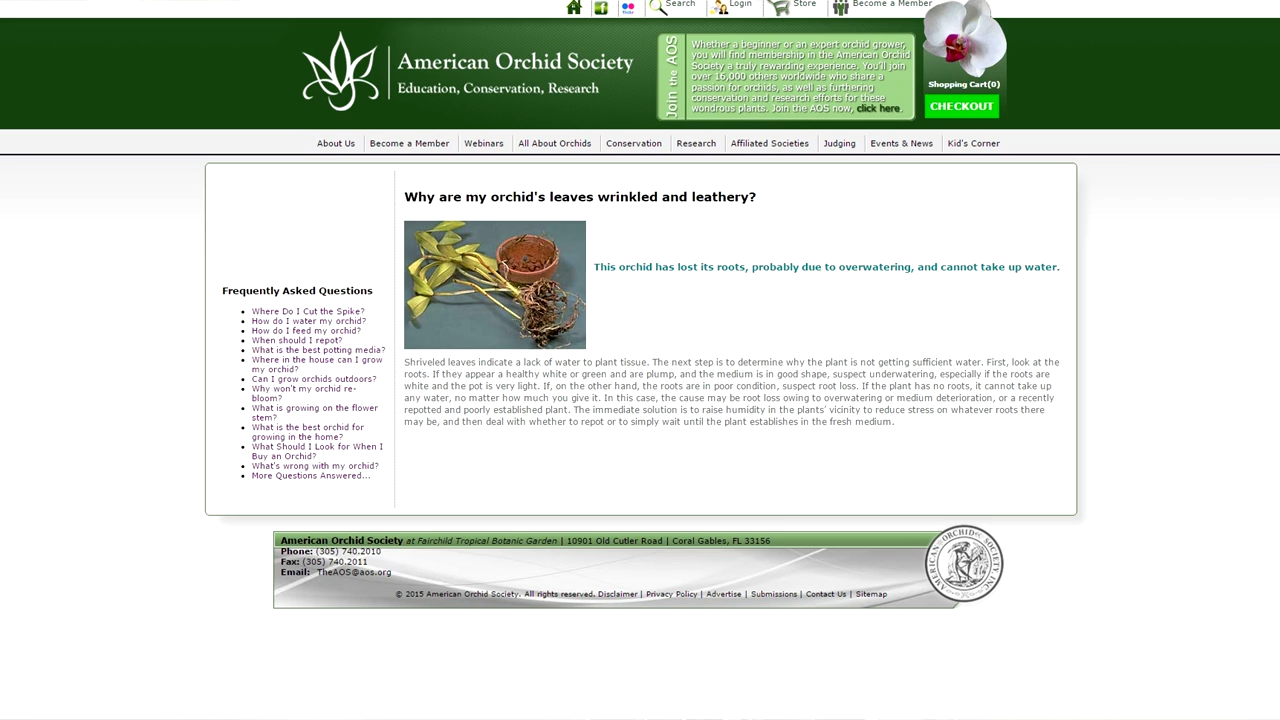 Search
Login
Store
Become a Member
flickr
American Orchid Society
Education, Conservation, Research
Join the AOS
Whether a beginner or an expert orchid grower,
you will find membership in the American Orchid
Society a truly rewarding experience. You'll join
over 16,000 others worldwide who share a
passion for orchids, as well as furthering
conservation and research efforts for these
wondrous plants. Join the AOS now, click here.
Shopping Cart(0)
CHECKOUT
About Us
Become a Member
Webinars
All About Orchids
Conservation
Research
Affiliated Societies
Judging
Events & News
Kid's Corner
Frequently Asked Questions
Where Do I Cut the Spike?
How do I water my orchid?
How do I feed my orchid?
When should I repot?
What is the best potting media?
Where in the house can I grow
my orchid?
Can I grow orchids outdoors?
Why won't my orchid re-
bloom?
What is growing on the flower
stem?
What is the best orchid for
growing in the home?
What Should I Look for When I
Buy an Orchid?
What's wrong with my orchid?
More Questions Answered...
Why are my orchid's leaves wrinkled and leathery?
This orchid has lost its roots, probably due to overwatering, and cannot take up water.
Shriveled leaves indicate a lack of water to plant tissue. The next step is to determine why the plant is not getting sufficient water. First, look at the
roots. If they appear a healthy white or green and are plump, and the medium is in good shape, suspect underwatering, especially if the roots are
white and the pot is very light. If, on the other hand, the roots are in poor condition, suspect root loss. If the plant has no roots, it cannot take up
any water, no matter how much you give it. In this case, the cause may be root loss owing to overwatering or medium deterioration, or a recently
repotted and poorly established plant. The immediate solution is to raise humidity in the plants' vicinity to reduce stress on whatever roots there
may be, and then deal with whether to repot or to simply wait until the plant establishes in the fresh medium.
American Orchid Society at Fairchild Tropical Botanic Garden | 10901 Old Cutler Road | Coral Gables, FL 33156
Phone: (305) 740.2010
Fax: (305) 740.2011
Email: TheAOS@aos.org
© 2015 American Orchid Society. All rights reserved. Disclaimer | Privacy Policy | Advertise | Submissions | Contact Us | Sitemap
AMERICAN ORCHID SOCIETY INC